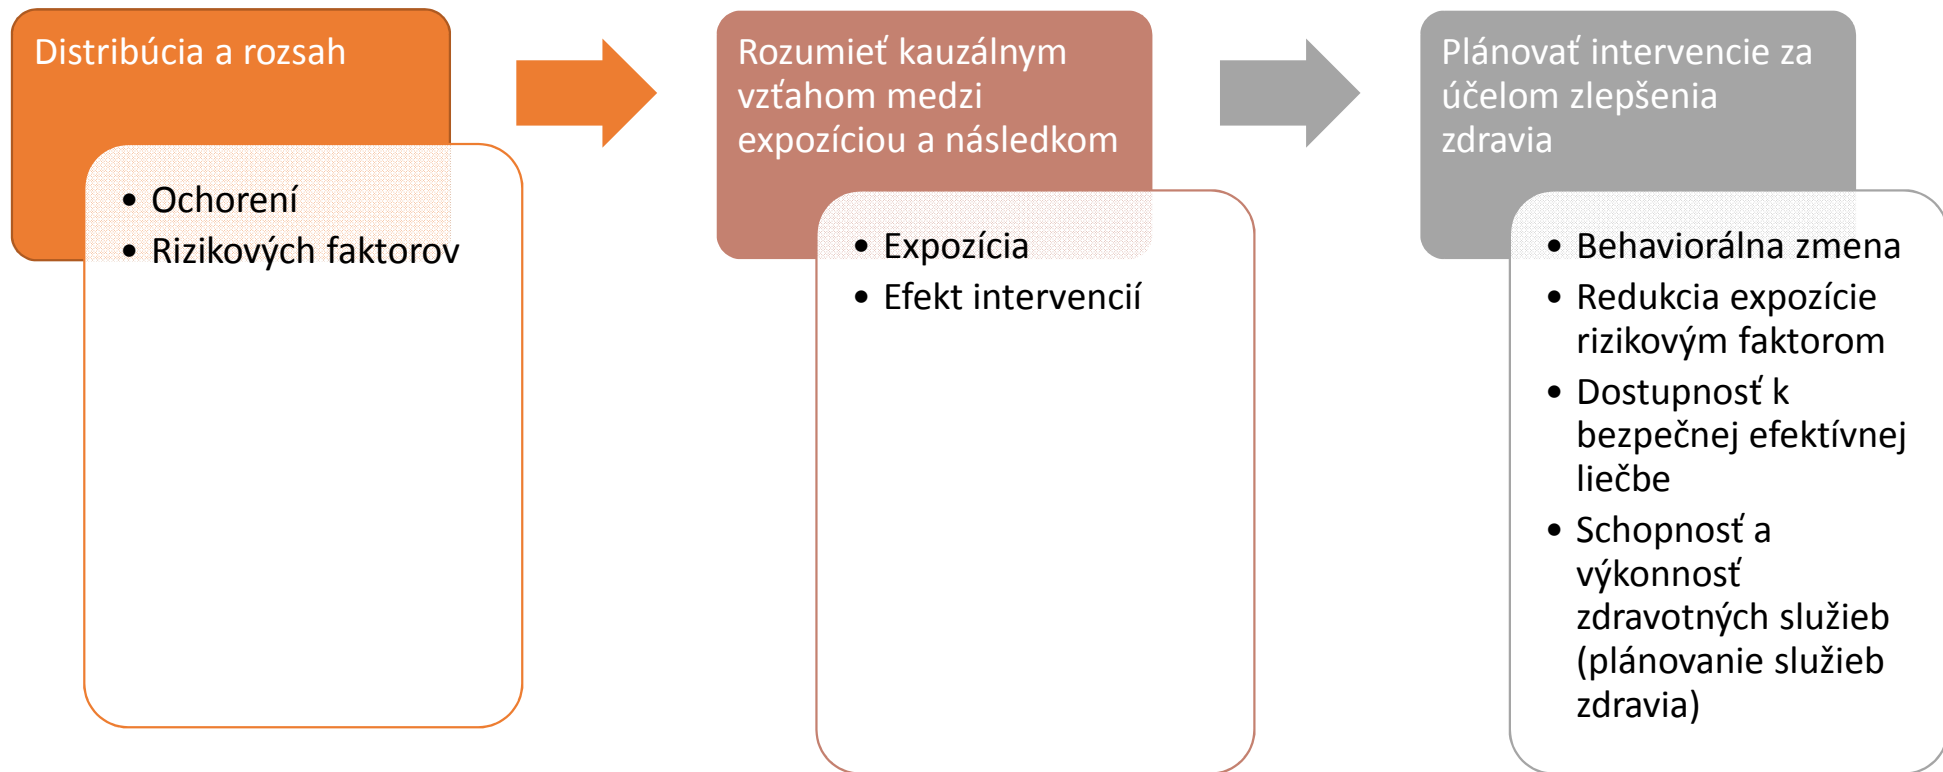 Distribúcia a rozsah
• Ochorení
• Rizikových faktorov
Rozumieť kauzálnym
vzťahom medzi
expozíciou a následkom
• Expozícia
• Efekt intervencií
Plánovať intervencie za
účelom zlepšenia
zdravia
• Behaviorálna zmena
• Redukcia expozície
rizikovým faktorom
• Dostupnosť k
bezpečnej efektívnej
liečbe
• Schopnosť a
výkonnosť
zdravotných služieb
(plánovanie služieb
zdravia)